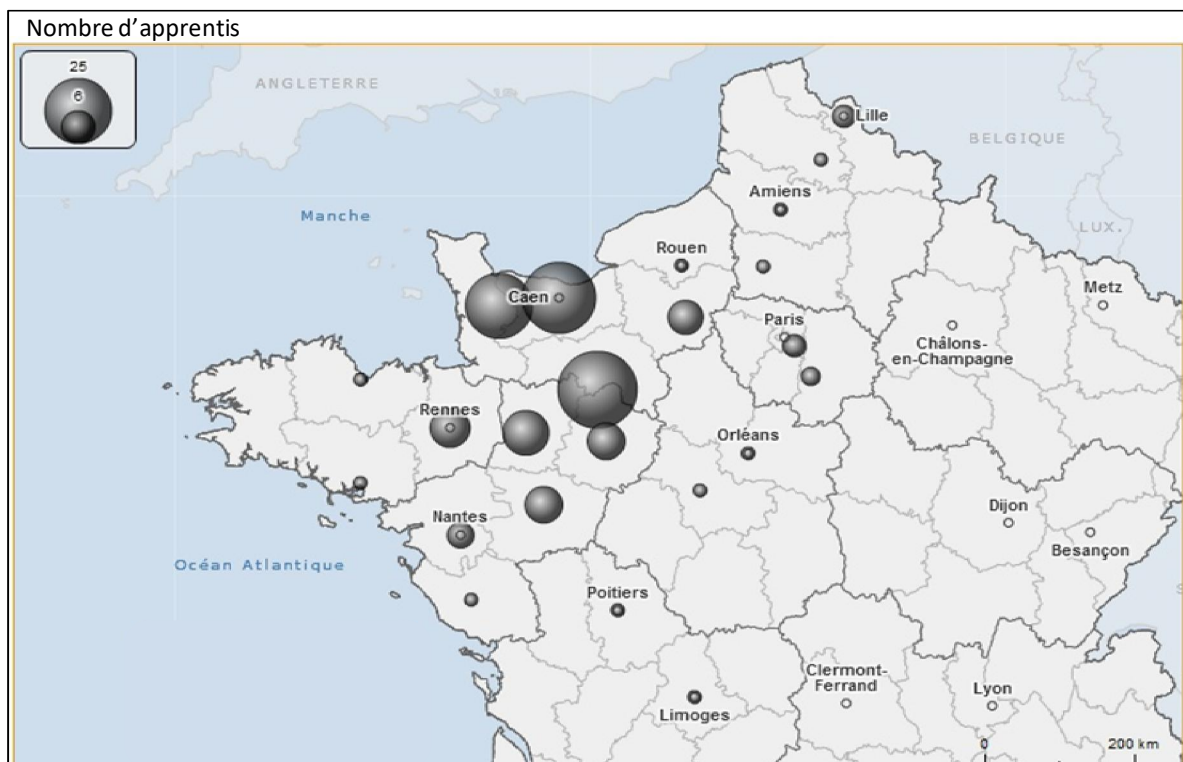 Nombre d'apprentis
25
6
ANGLETERRE
Lille
BELGIQUE
Amiens
Manche
LUX.
Rouen
Metz
Caen
Paris
Châlons-
en-Champagne
Rennes
Orléans
Dijon
Nantes
Besançon
Océan Atlantique
Poitiers
Clermont-
Ferrand
Lyon
Limoges
0
200 km